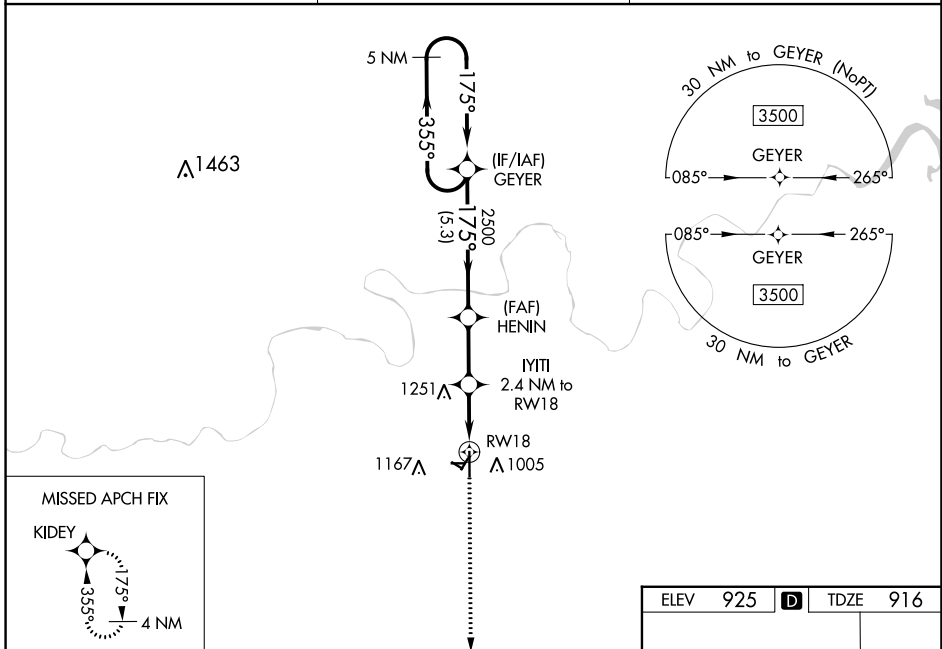 5 NM
175°
355°
(IF/IAF)
GEYER
1463
2500
175°
(5.3)
(FAF)
HENIN
IYITI
2.4 NM to
RW18
1251
RW18
1167
1005
30 NM to GEYER (NoPT)
3500
GEYER
085°
265°
085°
265°
GEYER
3500
30 NM to GEYER
MISSED APCH FIX
KIDEY
175°
355°
4 NM
ELEV 925 D TDZE 916